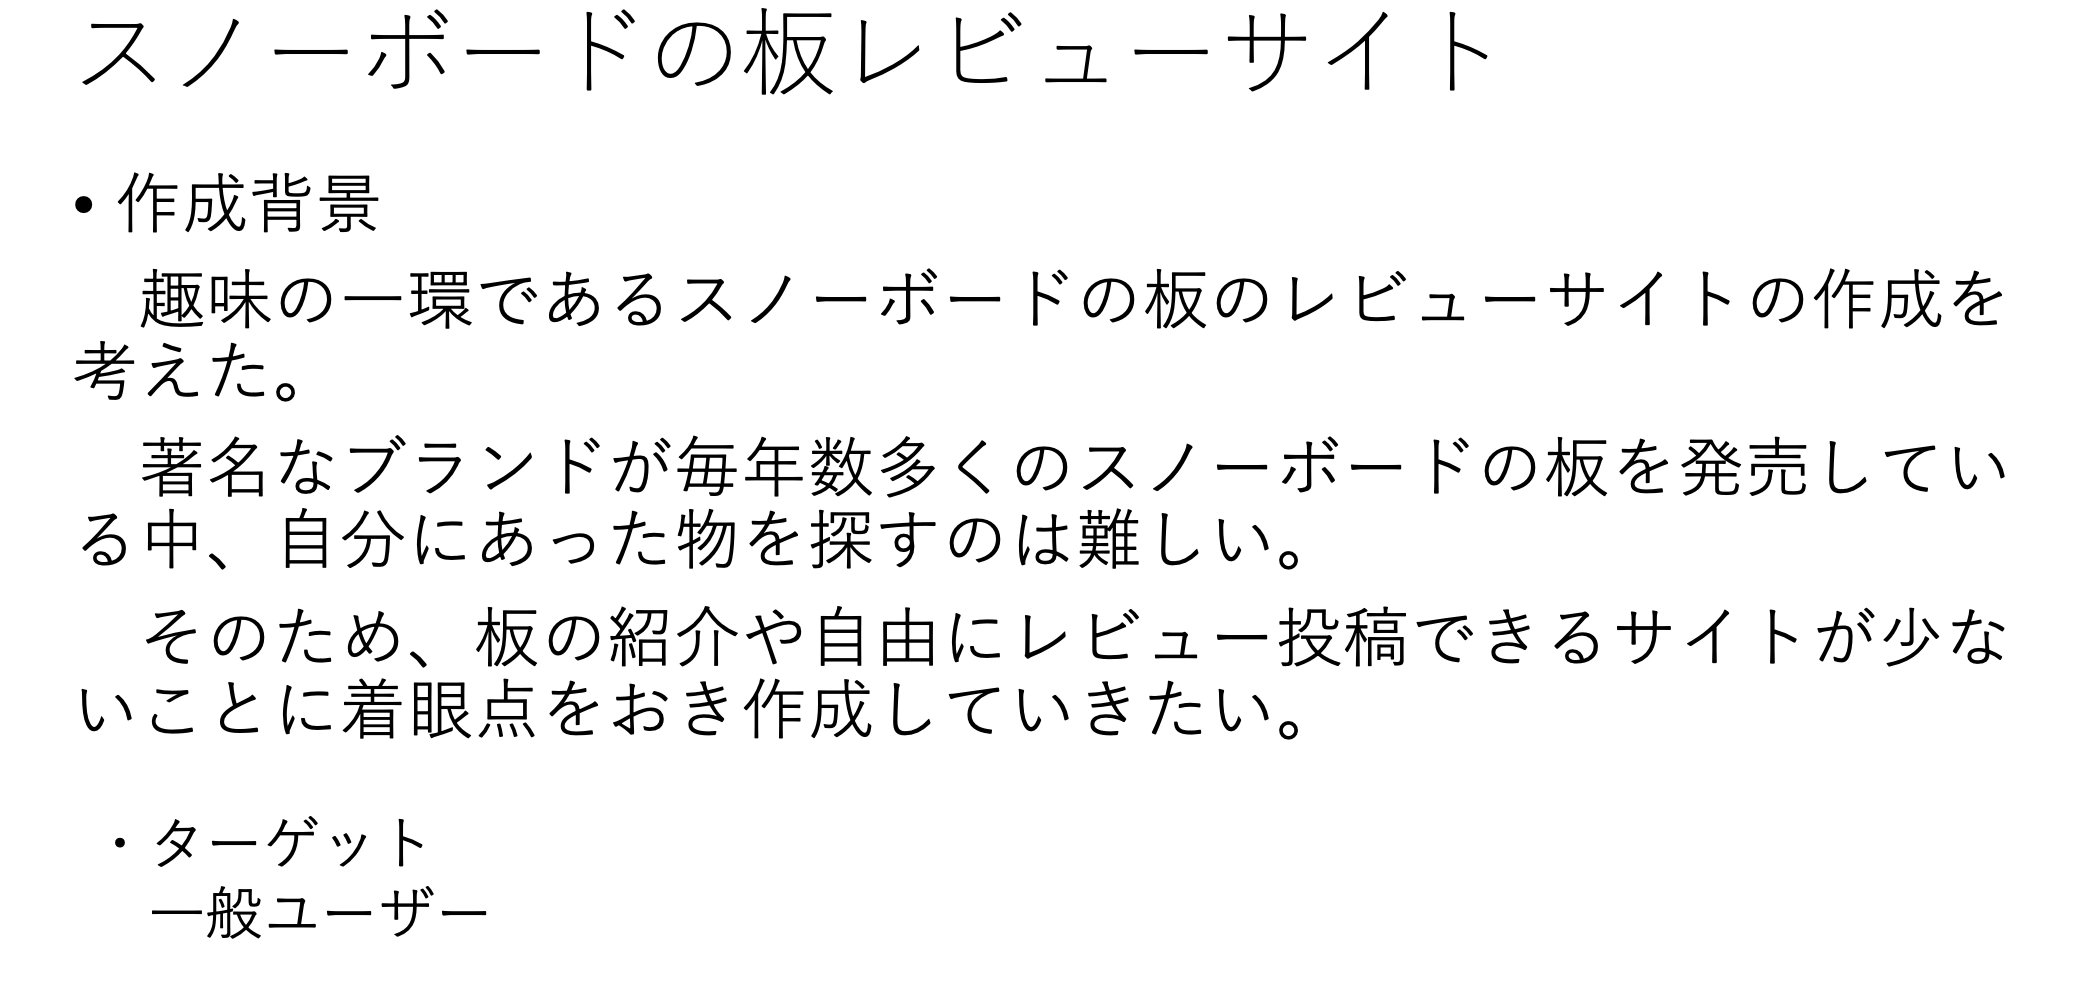 スノーボードの板レビューサイト
• 作成背景
　趣味の一環であるスノーボードの板のレビューサイトの作成を
考えた。
　著名なブランドが毎年数多くのスノーボードの板を発売してい
る中、自分にあった物を探すのは難しい。
　そのため、板の紹介や自由にレビュー投稿できるサイトが少な
いことに着眼点をおき作成していきたい。
・ターゲット
一般ユーザー